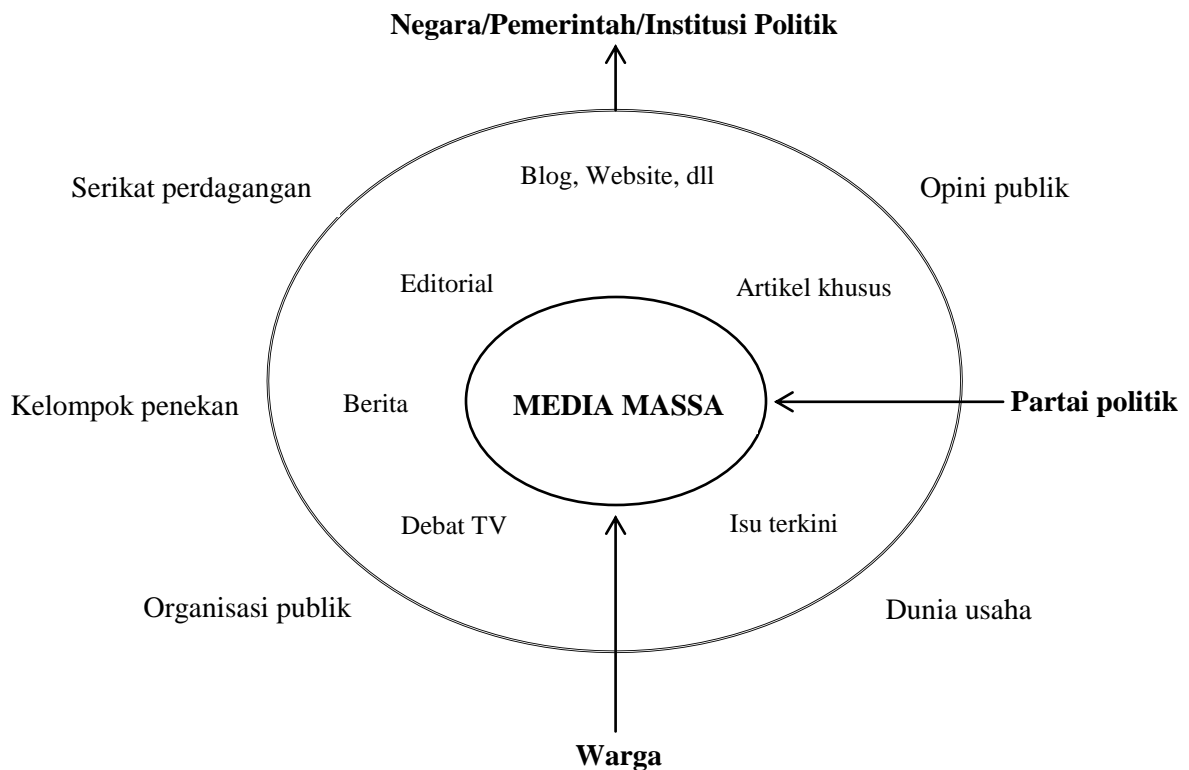 Negara/Pemerintah/Institusi Politik
Blog, Website, dll
Serikat perdagangan
Opini publik
Editorial
Artikel khusus
Kelompok penekan
Berita
MEDIA MASSA
Partai politik
Debat TV
Isu terkini
Organisasi publik
Dunia usaha
Warga